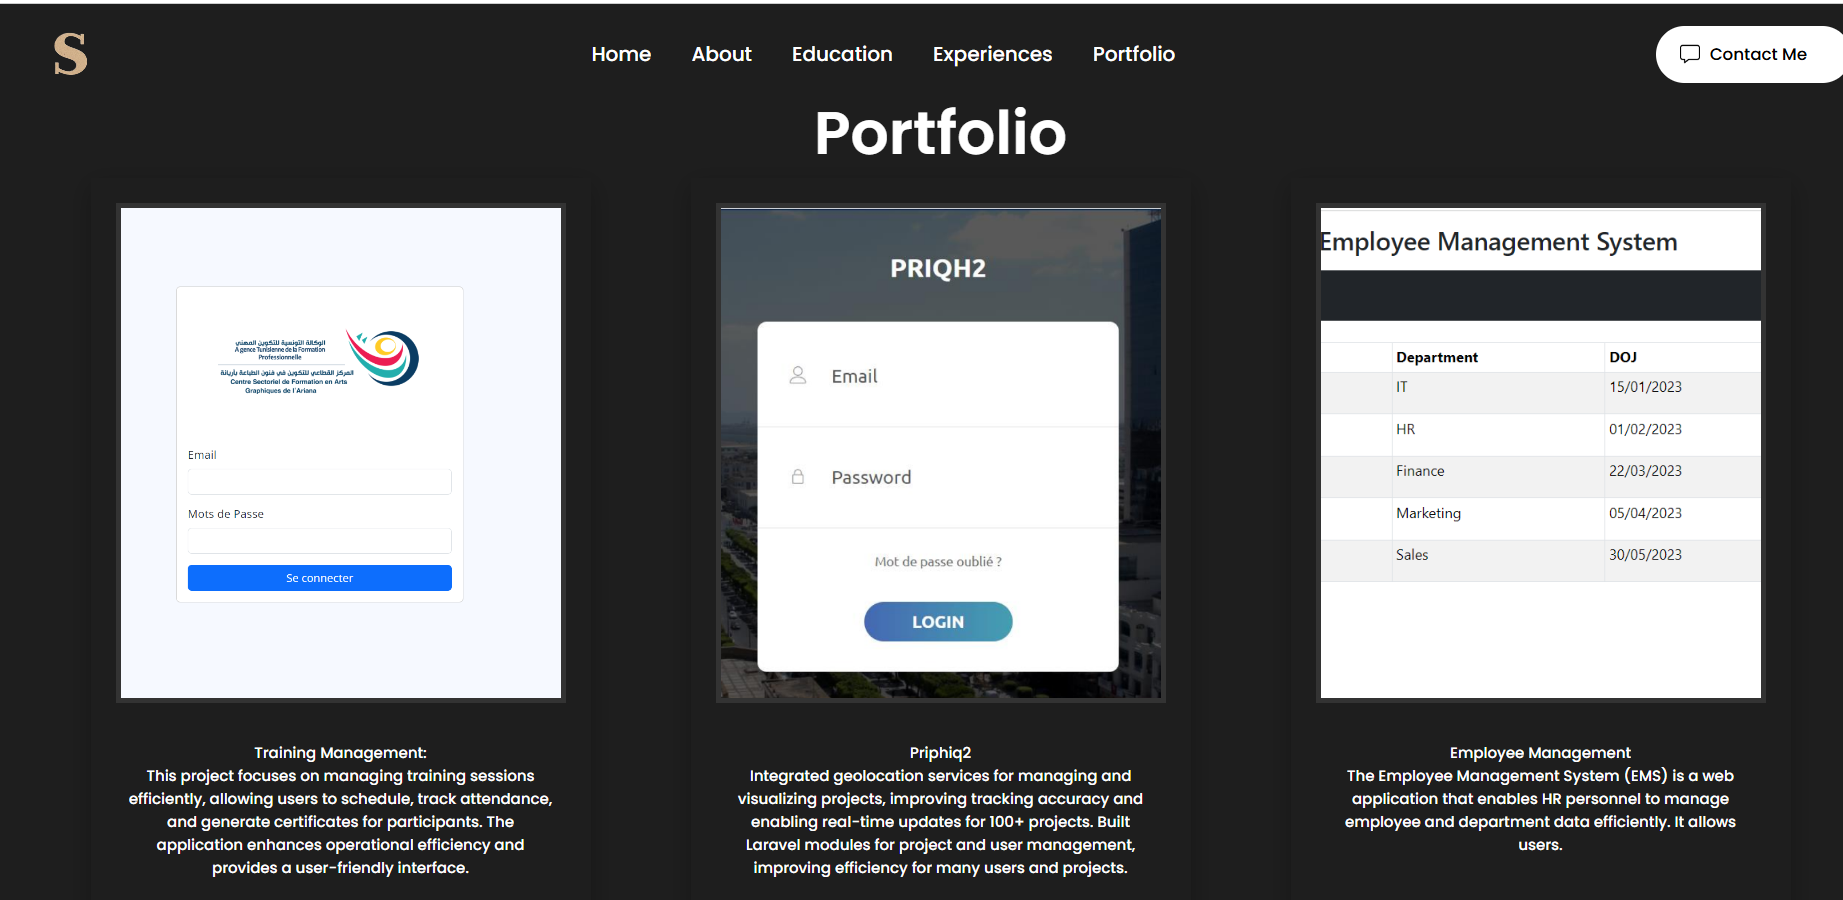 S
Home About Education Experiences Portfolio
Contact Me
Portfolio
الوكالة التونسية للتكوين المهني
Agence Tunisienne de la Formation
Professionnelle
المركز القطاعي للتكوين في فنون الطباعة بأريانة
Centre Sectoriel de Formation en Arts
Graphiques de l'Ariana
Email
Mots de Passe
Se connecter
Training Management:
This project focuses on managing training sessions
efficiently, allowing users to schedule, track attendance,
and generate certificates for participants. The
application enhances operational efficiency and
provides a user-friendly interface.
PRIQH2
Email
Password
Mot de passe oublié ?
LOGIN
Priphiq2
Integrated geolocation services for managing and
visualizing projects, improving tracking accuracy and
enabling real-time updates for 100+ projects. Built
Laravel modules for project and user management,
improving efficiency for many users and projects.
Employee Management System
Department DOJ
IT 15/01/2023
HR 01/02/2023
Finance 22/03/2023
Marketing 05/04/2023
Sales 30/05/2023
Employee Management
The Employee Management System (EMS) is a web
application that enables HR personnel to manage
employee and department data efficiently. It allows
users.